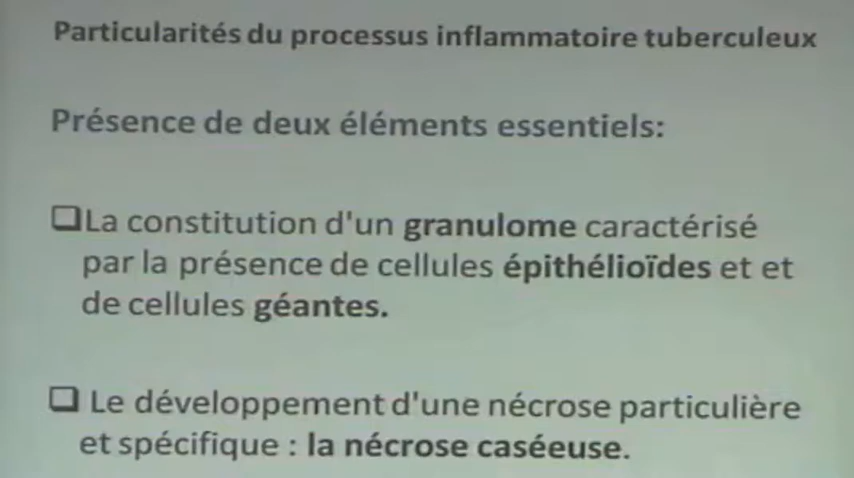 Particularités du processus inflammatoire tuberculeux
Présence de deux éléments essentiels:
❑La constitution d'un granulome caractérisé
par la présence de cellules épithélioïdes et et
de cellules géantes.
❑ Le développement d'une nécrose particulière
et spécifique : la nécrose caséeuse.